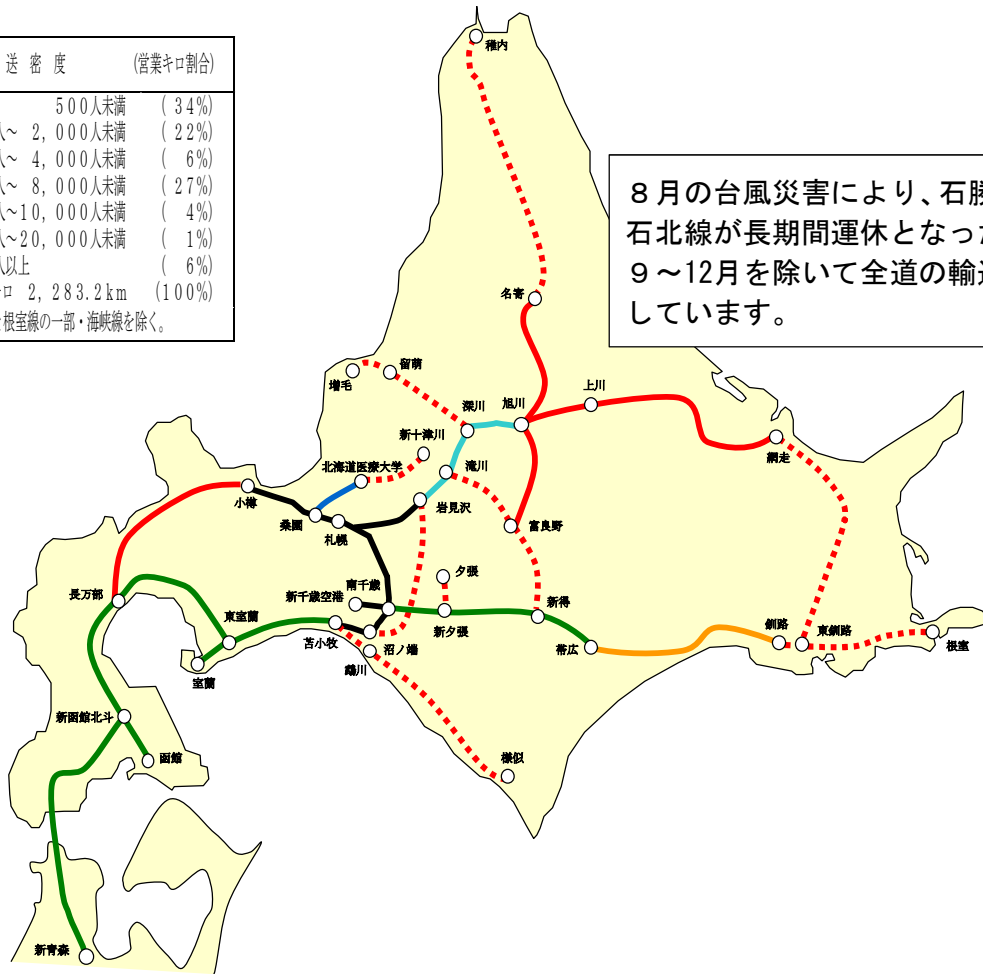 送密度 (営業キロ割合)
500人未満 (34%)
人～ 2,000人未満 (22%)
人～ 4,000人未満 (6%)
人～ 8,000人未満 (27%)
人～10,000人未満 (4%)
人～20,000人未満 (1%)
人以上 (6%)
キロ 2,283.2km (100%)
根室線の一部・海峡線を除く。
８月の台風災害により、石勝
石北線が長期間運休となった
９～12月を除いて全道の輸送
しています。
稚内
名寄
留萌
増毛
深川
旭川
上川
新十津川
北海道医療大学
滝川
網走
小樽
桑園
札幌
岩見沢
富良野
長万部
南千歳
新千歳空港
夕張
東室蘭
苫小牧
沼ノ端
新夕張
新得
釧路
東釧路
根室
室蘭
鵡川
帯広
新函館北斗
函館
様似
新青森